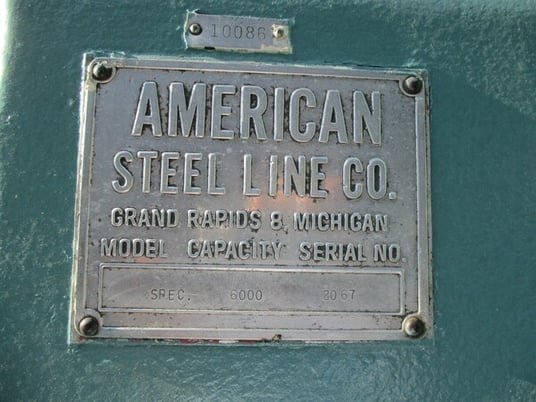 10086
AMERICAN
STEEL LINE CO.
GRAND RAPIDS 8, MICHIGAN
MODEL CAPACITY SERIAL NO.
SPEC. 6000 2067